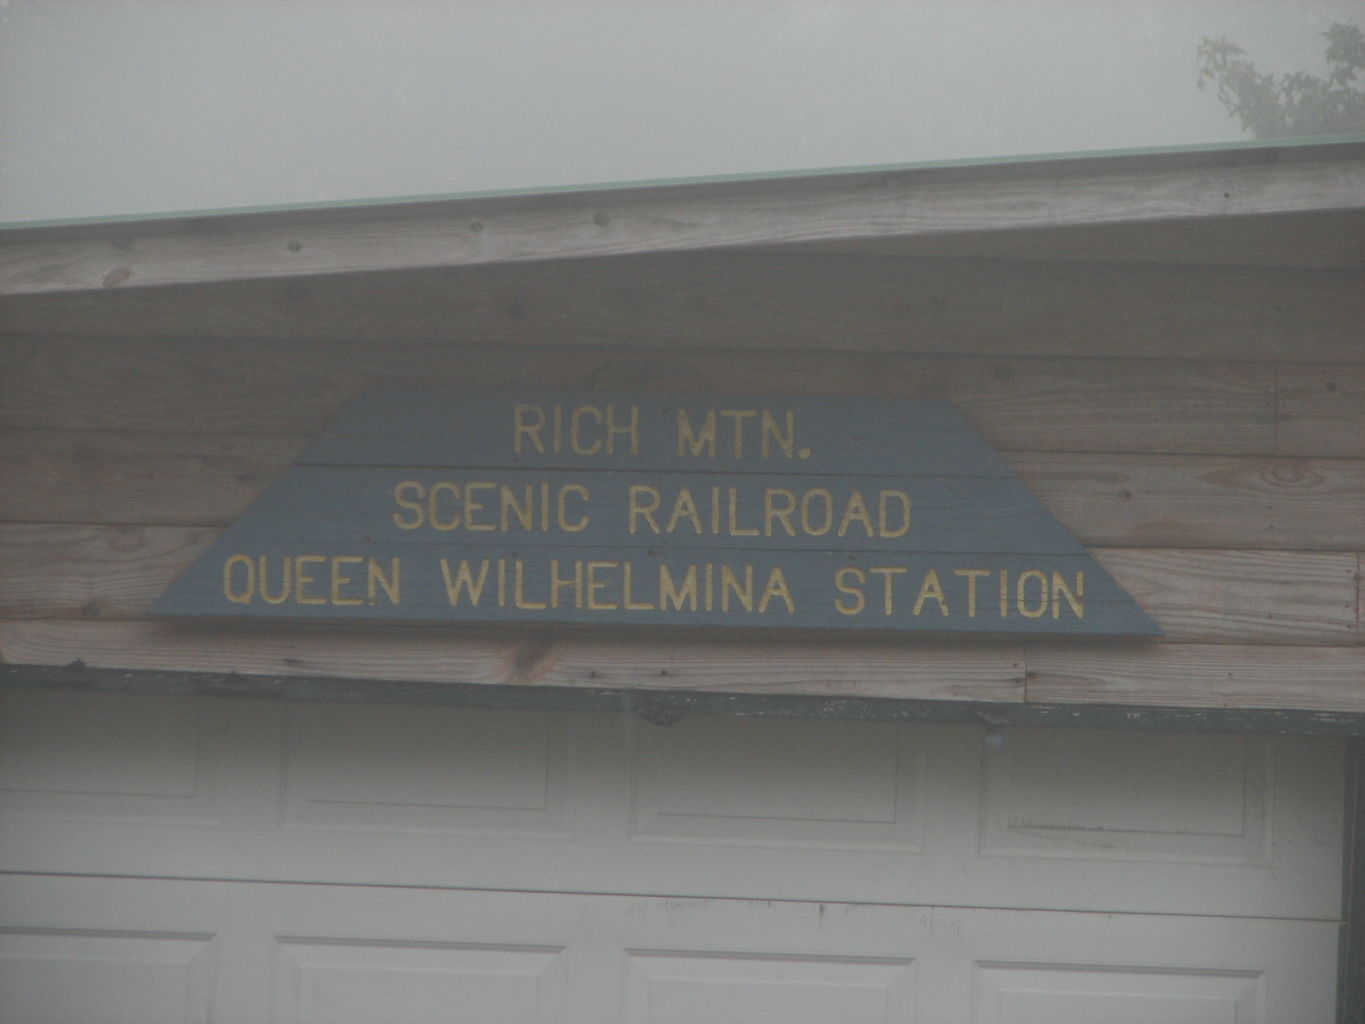 RICH MTN.
SCENIC RAILROAD
QUEEN WILHELMINA STATION